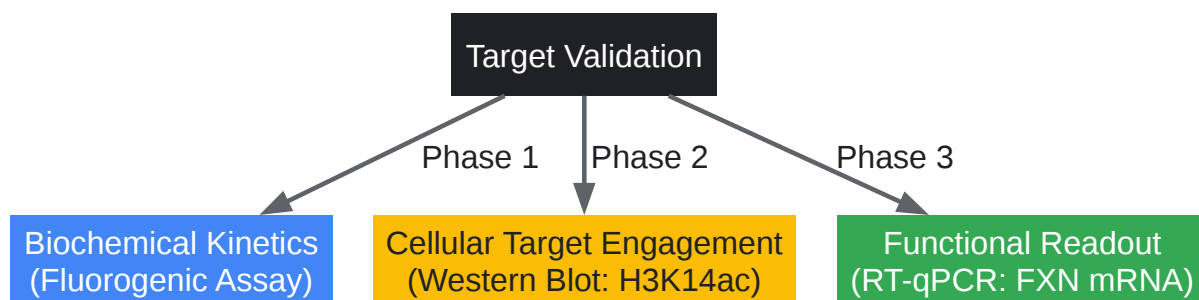 Target Validation
Phase 1
Phase 2
Phase 3
Biochemical Kinetics
(Fluorogenic Assay)
Cellular Target Engagement
(Western Blot: H3K14ac)
Functional Readout
(RT-qPCR: FXN mRNA)